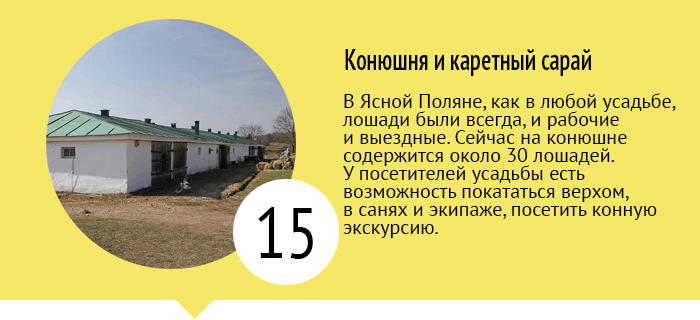 Конюшня и каретный сарай
В Ясной Поляне, как в любой усадьбе,
лошади были всегда, и рабочие
и выездные. Сейчас на конюшне
содержится около 30 лошадей.
У посетителей усадьбы есть
возможность покататься верхом,
в санях и экипаже, посетить конную
экскурсию.
15